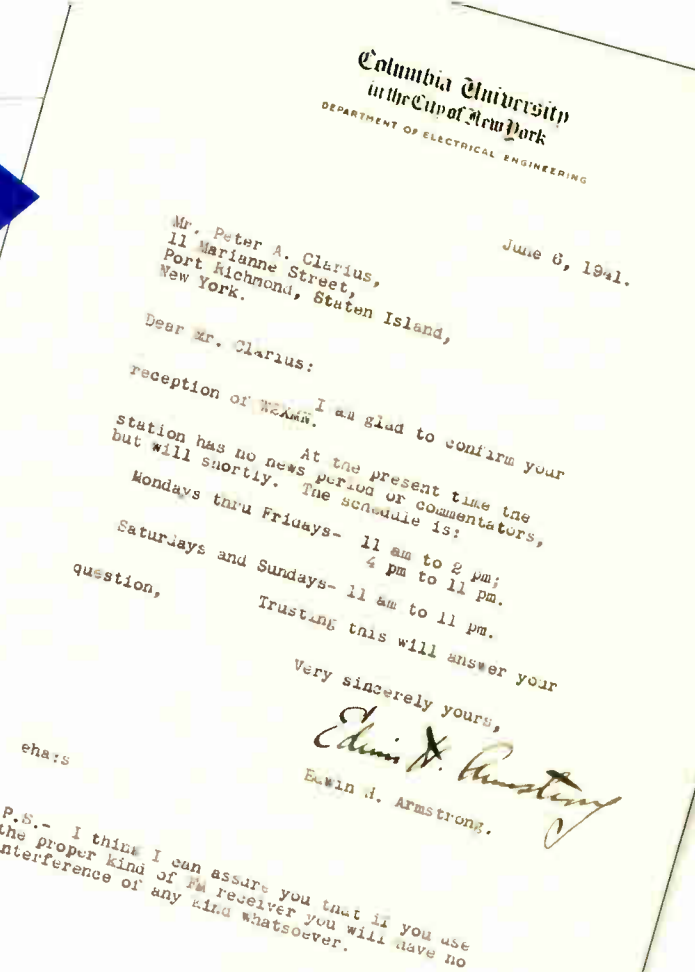 Columbia University
in the City of New York
DEPARTMENT OF ELECTRICAL ENGINEERING
June 6, 1941.
Mr. Peter A. Clarius,
11 Marianne Street,
Port Richmond, Staten Island,
New York.
Dear Mr. Clarius:
I am glad to confirm your
reception of W2XMN.
At the present time the
station has no news period or commentators,
but will shortly. The schedule is:
Mondays thru Fridays- 11 am to 2 pm;
4 pm to 11 pm.
Saturdays and Sundays- 11 am to 11 pm.
Trusting this will answer your
question,
Very sincerely yours,
Edwin H. Armstrong
Edwin H. Armstrong.
eha:s
P.S.- I think I can assure you that if you use
the proper kind of FM receiver you will have no
nterference of any kind whatsoever.